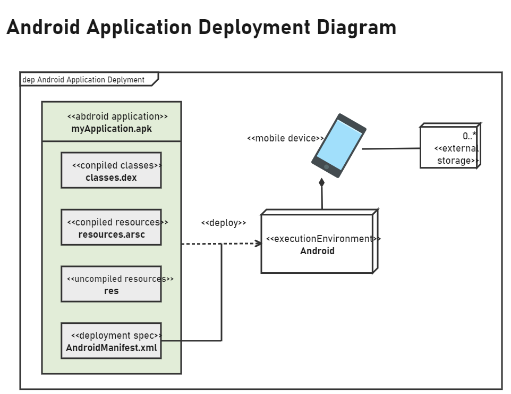 Android Application Deployment Diagram
dep Android Application Deplyment
<<abdroid application>>
myApplication.apk
<<conpiled classes>>
classes.dex
<<conpiled resources>>
resources.arsc
<<uncompiled resources>>
res
<<deployment spec>>
AndroidManifest.xml
<<deploy>>
<<mobile device>>
<<executionEnvironment>>
Android
0..*
<<external
storage>>